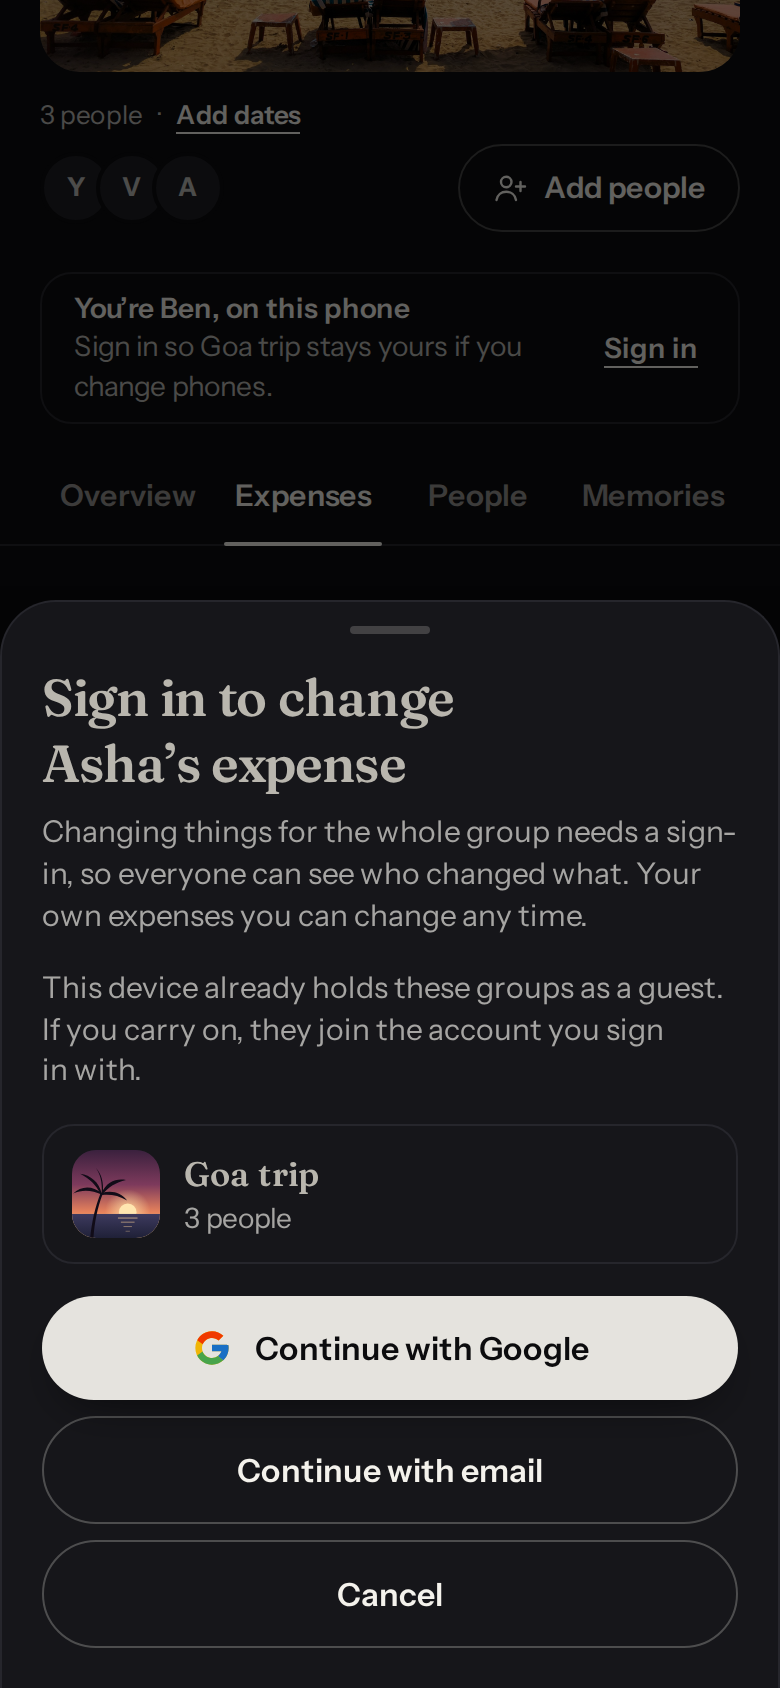 3 people · Add dates
Y V A
Add people
You’re Ben, on this phone
Sign in so Goa trip stays yours if you
change phones.
Sign in
Overview Expenses People Memories
Sign in to change
Asha’s expense
Changing things for the whole group needs a sign-
in, so everyone can see who changed what. Your
own expenses you can change any time.
This device already holds these groups as a guest.
If you carry on, they join the account you sign
in with.
Goa trip
3 people
Continue with Google
Continue with email
Cancel